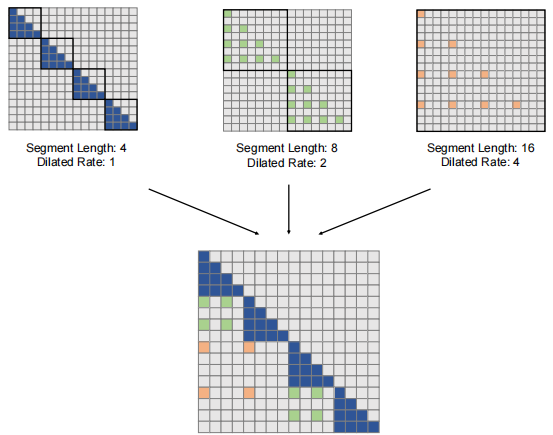 Segment Length: 4
Dilated Rate: 1
Segment Length: 8
Dilated Rate: 2
Segment Length: 16
Dilated Rate: 4